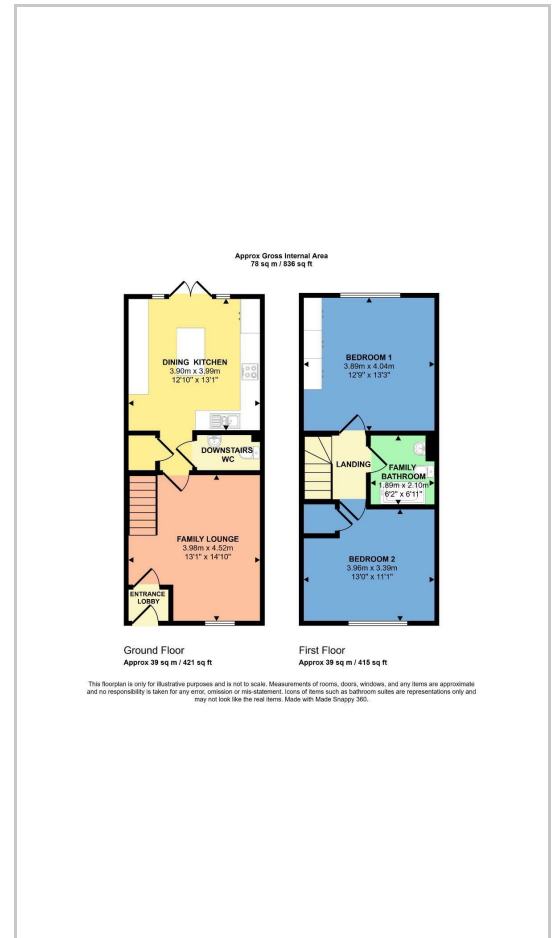 Approx Gross Internal Area
78 sq m / 836 sq ft
DINING KITCHEN
3.90m x 3.99m
12'10" x 13'1"
DOWNSTAIRS
WC
FAMILY LOUNGE
3.98m x 4.52m
13'1" x 14'10"
ENTRANCE
LOBBY
Ground Floor
Approx 39 sq m / 421 sq ft
BEDROOM 1
3.89m x 4.04m
12'9" x 13'3"
LANDING
FAMILY
BATHROOM
1.89m x 2.10m
6'2" x 6'11"
BEDROOM 2
3.96m x 3.39m
13'0" x 11'1"
First Floor
Approx 39 sq m / 415 sq ft
This floorplan is only for illustrative purposes and is not to scale. Measurements of rooms, doors, windows, and any items are approximate
and no responsibility is taken for any error, omission or mis-statement. Icons of items such as bathroom suites are representations only and
may not look like the real items. Made with Made Snappy 360.